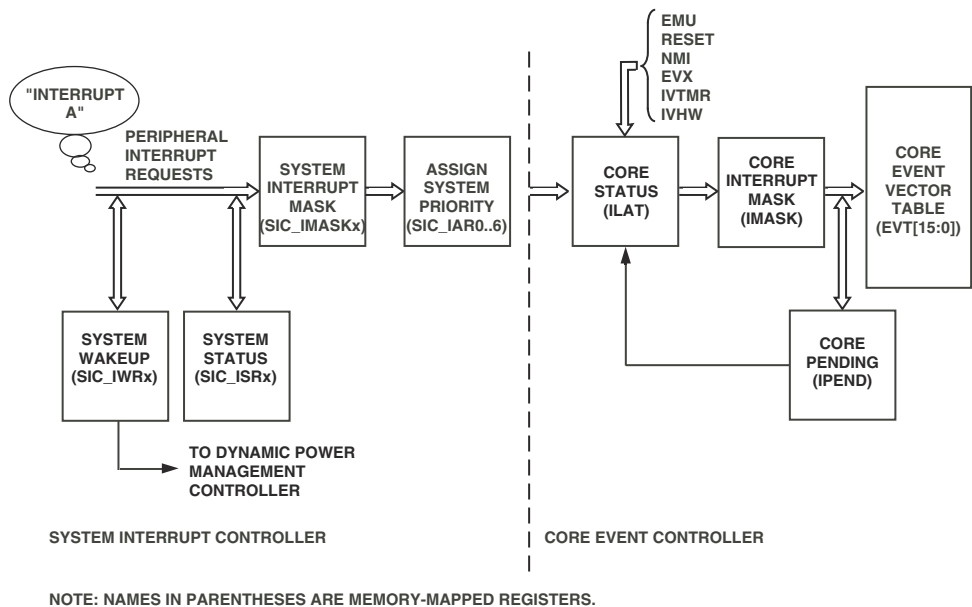 EMU
RESET
NMI
EVX
IVTMR
IVHW
"INTERRUPT
A"
PERIPHERAL
INTERRUPT
REQUESTS
SYSTEM
INTERRUPT
MASK
(SIC_IMASKx)
ASSIGN
SYSTEM
PRIORITY
(SIC_IAR0..6)
CORE
STATUS
(ILAT)
CORE
INTERRUPT
MASK
(IMASK)
CORE
EVENT
VECTOR
TABLE
(EVT[15:0])
SYSTEM
WAKEUP
(SIC_IWRx)
SYSTEM
STATUS
(SIC_ISRx)
CORE
PENDING
(IPEND)
TO DYNAMIC POWER
MANAGEMENT
CONTROLLER
SYSTEM INTERRUPT CONTROLLER
CORE EVENT CONTROLLER
NOTE: NAMES IN PARENTHESES ARE MEMORY-MAPPED REGISTERS.